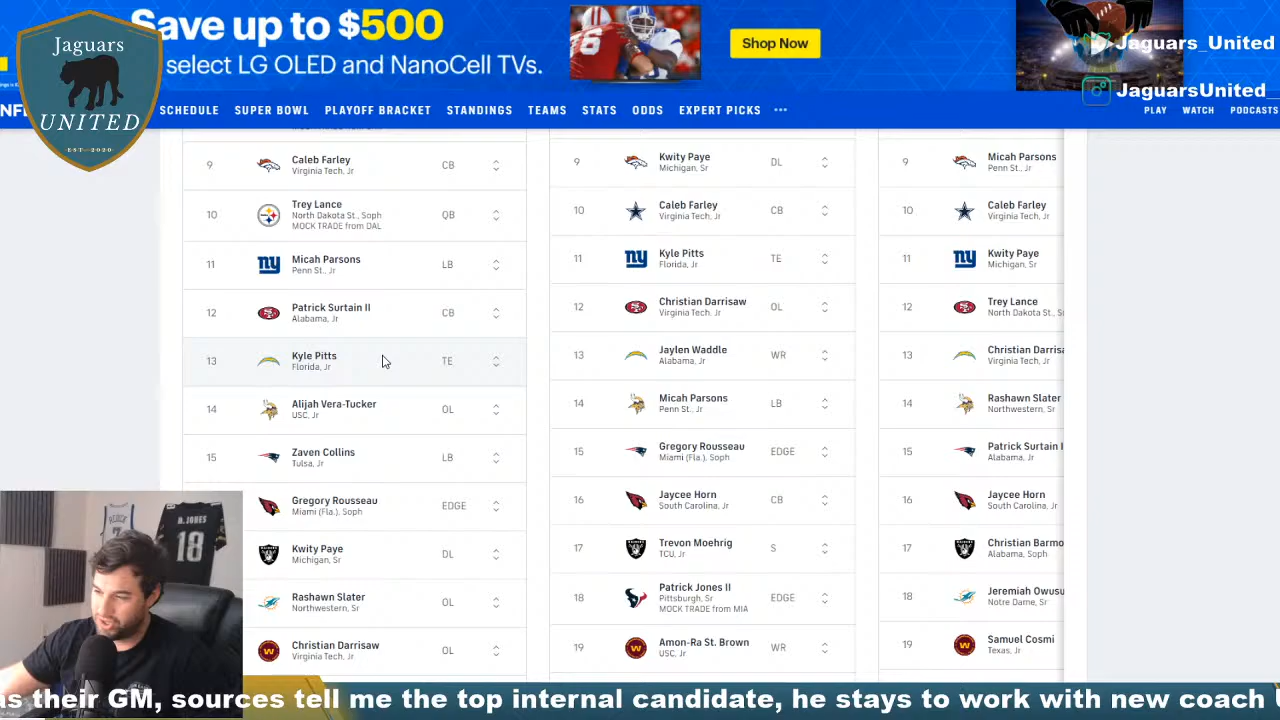 Save up to $500
select LG OLED and NanoCell TVs.
Shop Now
Jaguars
UNITED
EST·2020
Jaguars_United
JaguarsUnited_
SCHEDULE SUPER BOWL PLAYOFF BRACKET STANDINGS TEAMS STATS ODDS EXPERT PICKS ••• PLAY WATCH PODCASTS
9 Caleb Farley CB
Virginia Tech, Jr
10 Trey Lance QB
North Dakota St., Soph
MOCK TRADE from DAL
11 Micah Parsons LB
Penn St., Jr
12 Patrick Surtain II CB
Alabama, Jr
13 Kyle Pitts TE
Florida, Jr
14 Alijah Vera-Tucker OL
USC, Jr
15 Zaven Collins LB
Tulsa, Jr
Gregory Rousseau EDGE
Miami (Fla.), Soph
Kwity Paye DL
Michigan, Sr
Rashawn Slater OL
Northwestern, Sr
Christian Darrisaw OL
Virginia Tech, Jr
9 Kwity Paye DL
Michigan, Sr
10 Caleb Farley CB
Virginia Tech, Jr
11 Kyle Pitts TE
Florida, Jr
12 Christian Darrisaw OL
Virginia Tech, Jr
13 Jaylen Waddle WR
Alabama, Jr
14 Micah Parsons LB
Penn St., Jr
15 Gregory Rousseau EDGE
Miami (Fla.), Soph
16 Jaycee Horn CB
South Carolina, Jr
17 Trevon Moehrig S
TCU, Jr
18 Patrick Jones II EDGE
Pittsburgh, Sr
MOCK TRADE from MIA
19 Amon-Ra St. Brown WR
USC, Jr
9 Micah Parsons
Penn St., Jr
10 Caleb Farley
Virginia Tech, Jr
11 Kwity Paye
Michigan, Sr
12 Trey Lance
North Dakota St., S
13 Christian Darrisa
Virginia Tech, Jr
14 Rashawn Slater
Northwestern, Sr
15 Patrick Surtain I
Alabama, Jr
16 Jaycee Horn
South Carolina, Jr
17 Christian Barmo
Alabama, Soph
18 Jeremiah Owusu
Notre Dame, Sr
19 Samuel Cosmi
Texas, Jr
D.JONES
18
as their GM, sources tell me the top internal candidate, he stays to work with new coach